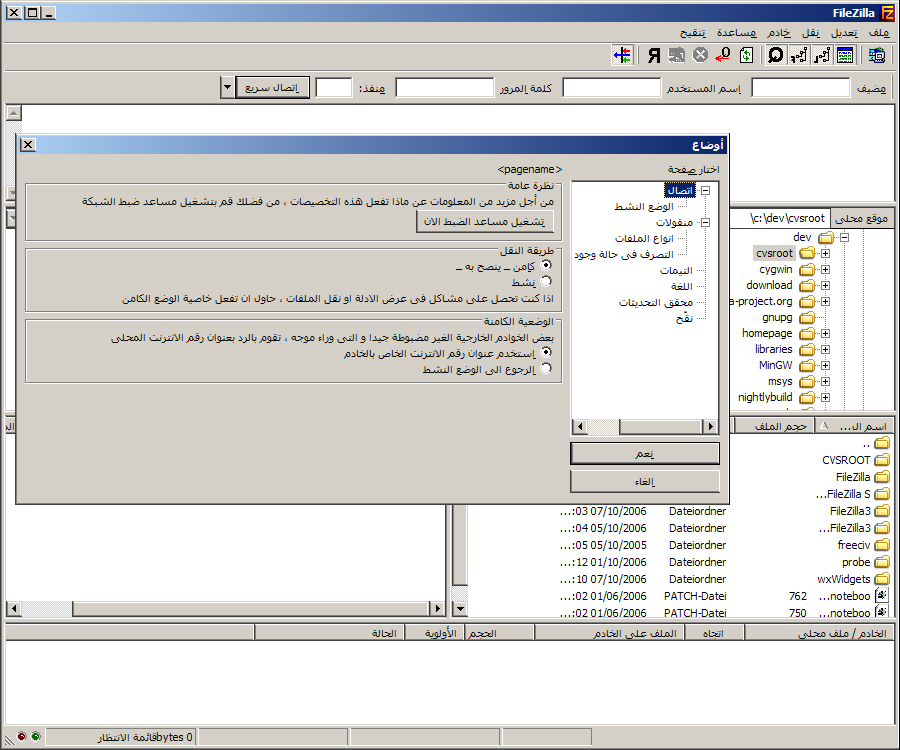 FileZilla
ملف تعديل نقل خادم مساعدة تنقيح
مضيف إسم المستخدم كلمة المرور منفذ: إتصال سريع
أوضاع
اختار صفحة
<pagename>
اتصال
الوضع النشط
منقولات
انواع الملفات
التصرف فى حالة وجود
الثيمات
اللغة
محقق التحديثات
نقّح
نعم
إلغاء
نظرة عامة
من أجل مزيد من المعلومات عن ماذا تفعل هذه التخصيصات ، من فضلك قم بتشغيل مساعد ضبط الشبكة
تشغيل مساعد الضبط الان
طريقة النقل
كامن _ ينصح به _
نشط
اذا كنت تحصل على مشاكل فى عرض الادلة او نقل الملفات ، حاول ان تفعل خاصية الوضع الكامن
الوضعية الكامنة
بعض الخوادم الخارجية الغير مضبوطة جيدا و التى وراء موجه ، تقوم بالرد بعنوان رقم الانترنت المحلى
إستخدم عنوان رقم الانترنت الخاص بالخادم
الرجوع الى الوضع النشط
موقع محلى c:\dev\cvsroot\
dev
cvsroot
cygwin
download
a-project.org
gnupg
homepage
libraries
MinGW
msys
nightlybuild
اسم ال... حجم الملف
..
CVSROOT
FileZilla
FileZilla S...
FileZilla3 Dateiordner 07/10/2006 03:...
FileZilla3... Dateiordner 05/10/2006 04:...
freeciv Dateiordner 05/10/2005 05:...
probe Dateiordner 01/10/2006 12:...
wxWidgets Dateiordner 07/10/2006 10:...
noteboo... 762 PATCH-Datei 01/06/2006 02:...
noteboo... 750 PATCH-Datei 01/06/2006 02:...
الخادم / ملف محلى اتجاه الملف على الخادم الحجم الأولوية الحالة
قائمة الانتظار 0 bytes